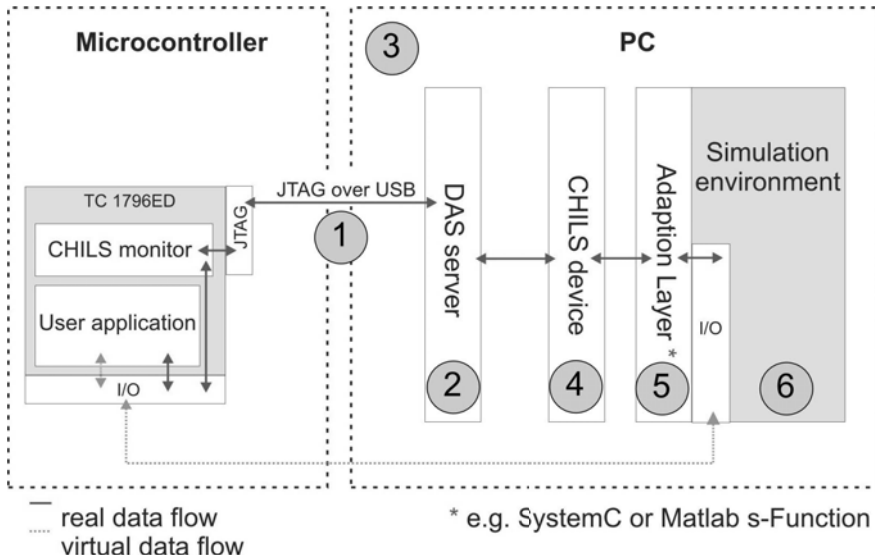 Microcontroller
3
PC
TC 1796ED
JTAG
CHILS monitor
User application
I/O
JTAG over USB
1
DAS server
2
CHILS device
4
Adaption Layer *
5
Simulation
environment
I/O
6
real data flow
virtual data flow
* e.g. SystemC or Matlab s-Function